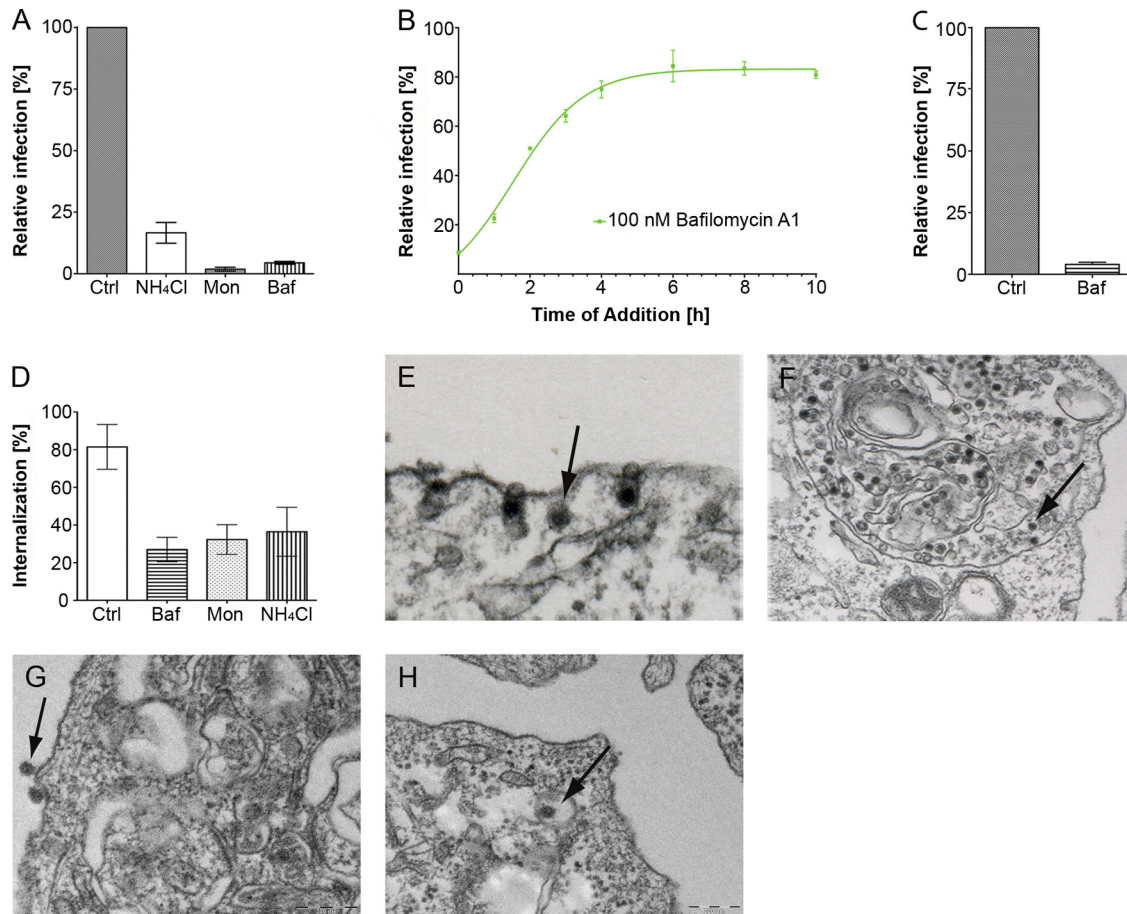 A
Relative infection [%]
100
75
50
25
0
Ctrl NH₄Cl Mon Baf
B
Relative infection [%]
100
80
60
40
20
0 2 4 6 8 10
100 nM Bafilomycin A1
Time of Addition [h]
C
Relative infection [%]
100
75
50
25
0
Ctrl Baf
D
Internalization [%]
100
80
60
40
20
0
Ctrl Baf Mon NH₄Cl
E
F
G
H